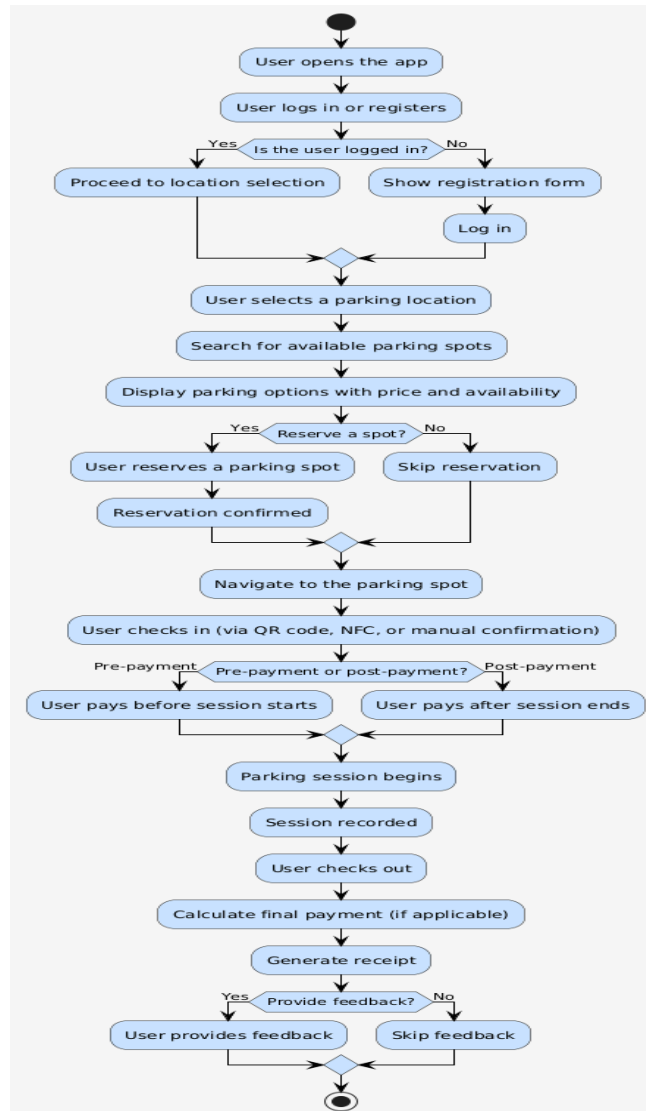 User opens the app
User logs in or registers
Yes
Is the user logged in?
No
Proceed to location selection
Show registration form
Log in
User selects a parking location
Search for available parking spots
Display parking options with price and availability
Yes
Reserve a spot?
No
User reserves a parking spot
Skip reservation
Reservation confirmed
Navigate to the parking spot
User checks in (via QR code, NFC, or manual confirmation)
Pre-payment
Pre-payment or post-payment?
Post-payment
User pays before session starts
User pays after session ends
Parking session begins
Session recorded
User checks out
Calculate final payment (if applicable)
Generate receipt
Yes
Provide feedback?
No
User provides feedback
Skip feedback